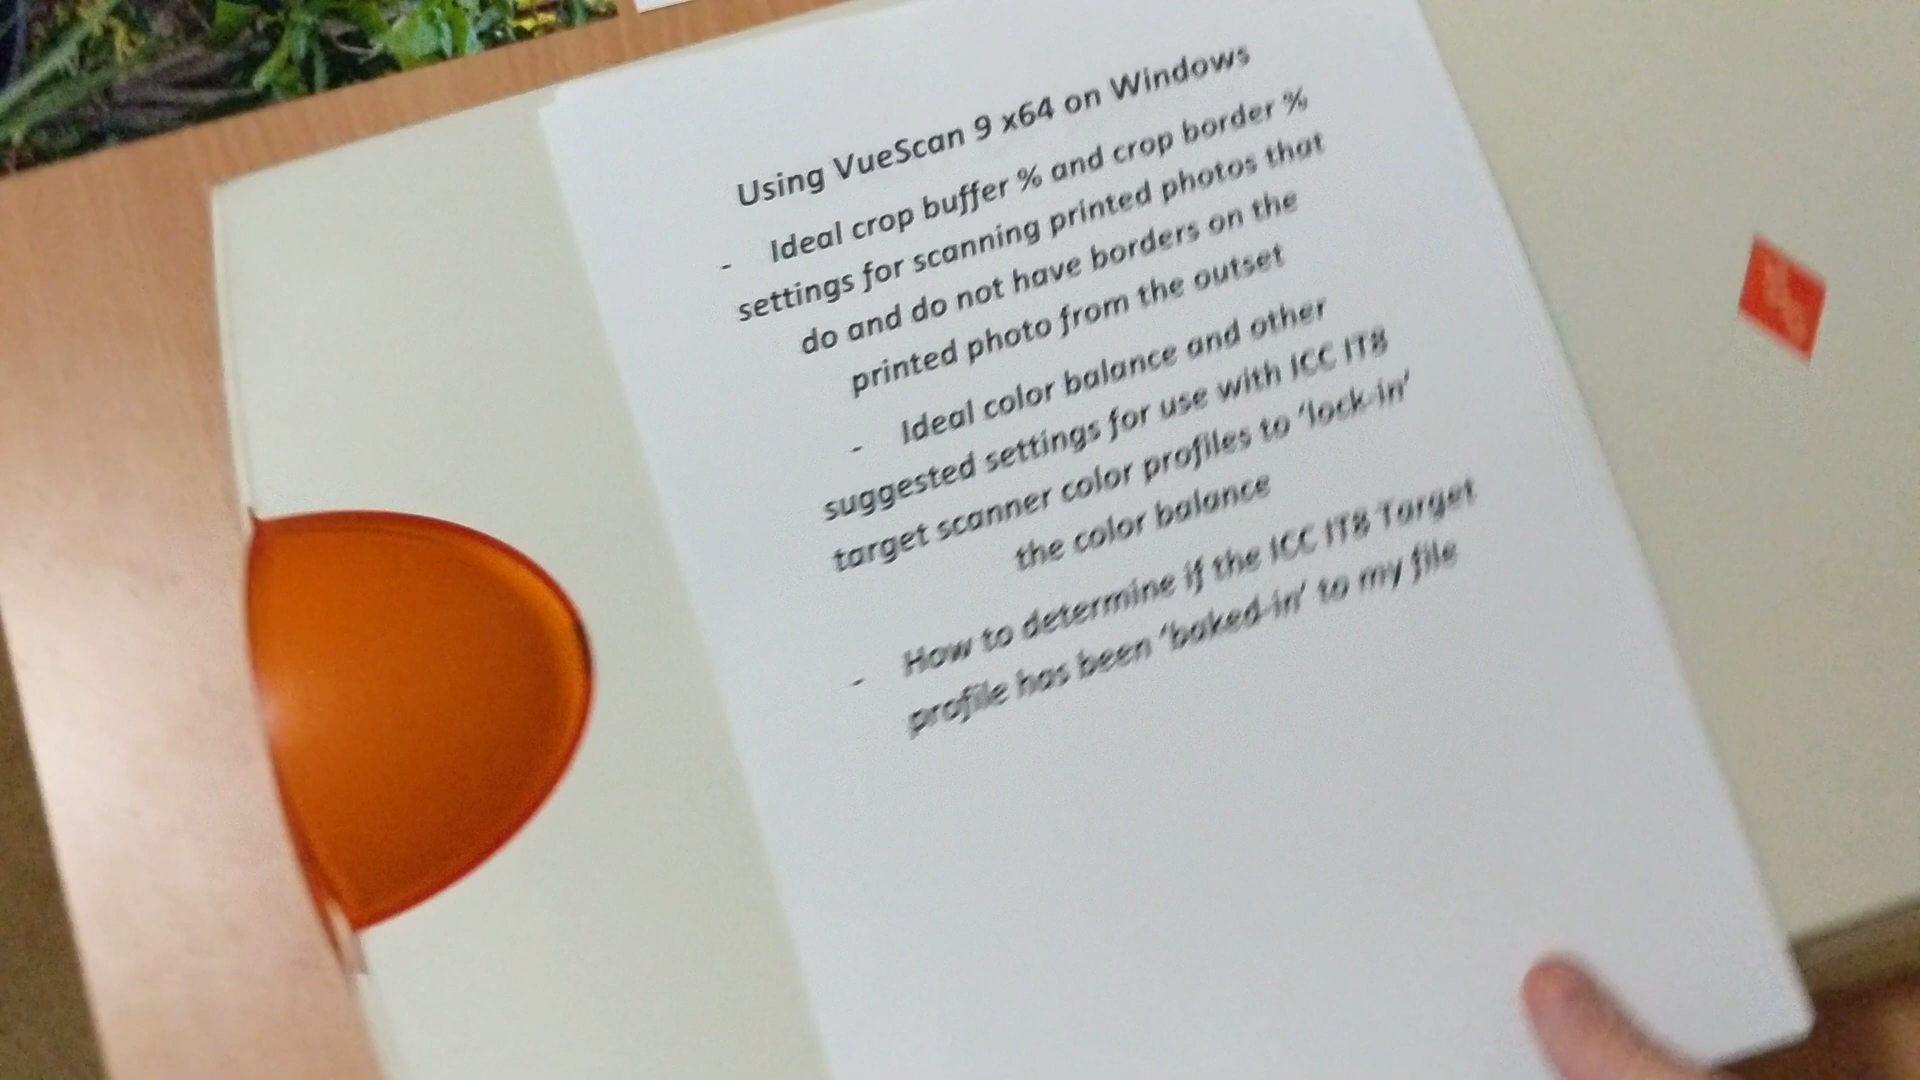 Using VueScan 9 x64 on Windows
- Ideal crop buffer % and crop border %
settings for scanning printed photos that
do and do not have borders on the
printed photo from the outset
- Ideal color balance and other
suggested settings for use with ICC IT8
target scanner color profiles to ‘lock-in’
the color balance
- How to determine if the ICC IT8 Target
profile has been ‘baked-in’ to my file